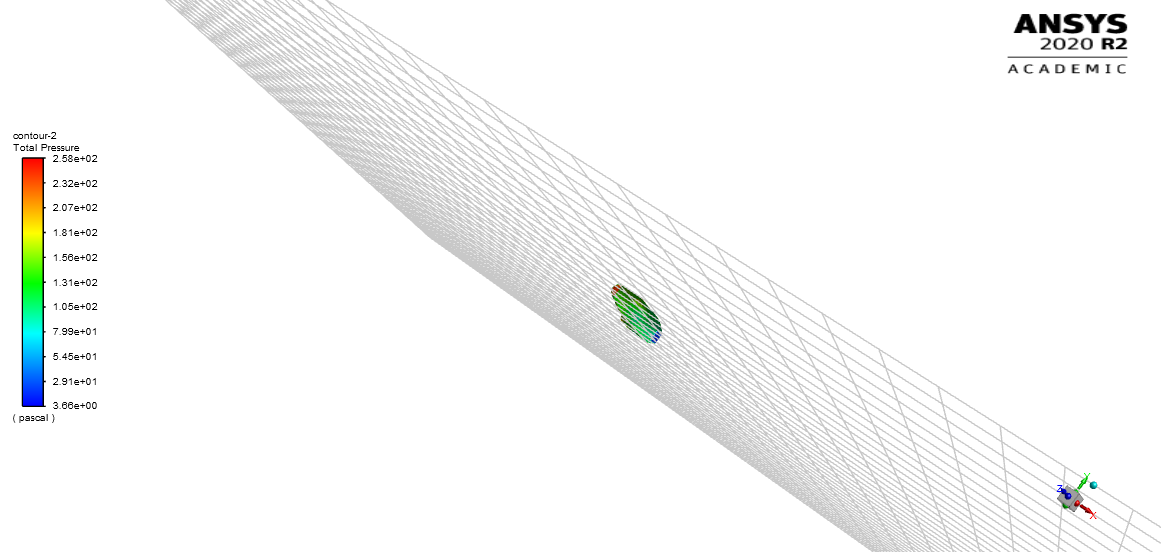 ANSYS
2020 R2
ACADEMIC
contour-2
Total Pressure
2.58e+02
2.32e+02
2.07e+02
1.81e+02
1.56e+02
1.31e+02
1.05e+02
7.99e+01
5.45e+01
2.91e+01
3.66e+00
( pascal )
Y
Z
X